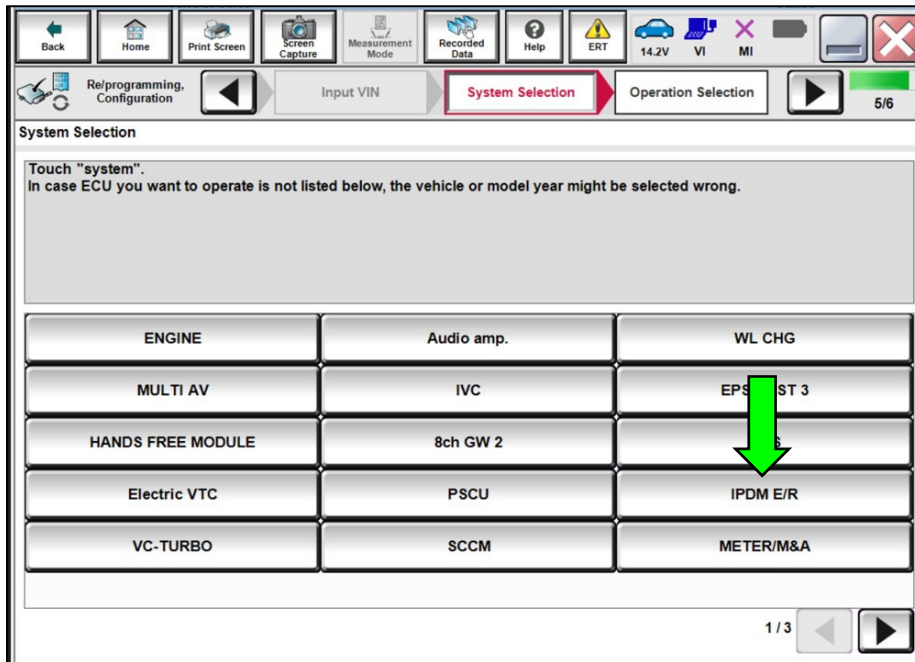 Back
Home
Print Screen
Screen Capture
Measurement Mode
Recorded Data
Help
ERT
14.2V
VI
MI
Re/programming, Configuration
Input VIN
System Selection
Operation Selection
5/6
System Selection
Touch "system".
In case ECU you want to operate is not listed below, the vehicle or model year might be selected wrong.
ENGINE
Audio amp.
WL CHG
MULTI AV
IVC
HANDS FREE MODULE
8ch GW 2
Electric VTC
PSCU
IPDM E/R
VC-TURBO
SCCM
METER/M&A
1 / 3